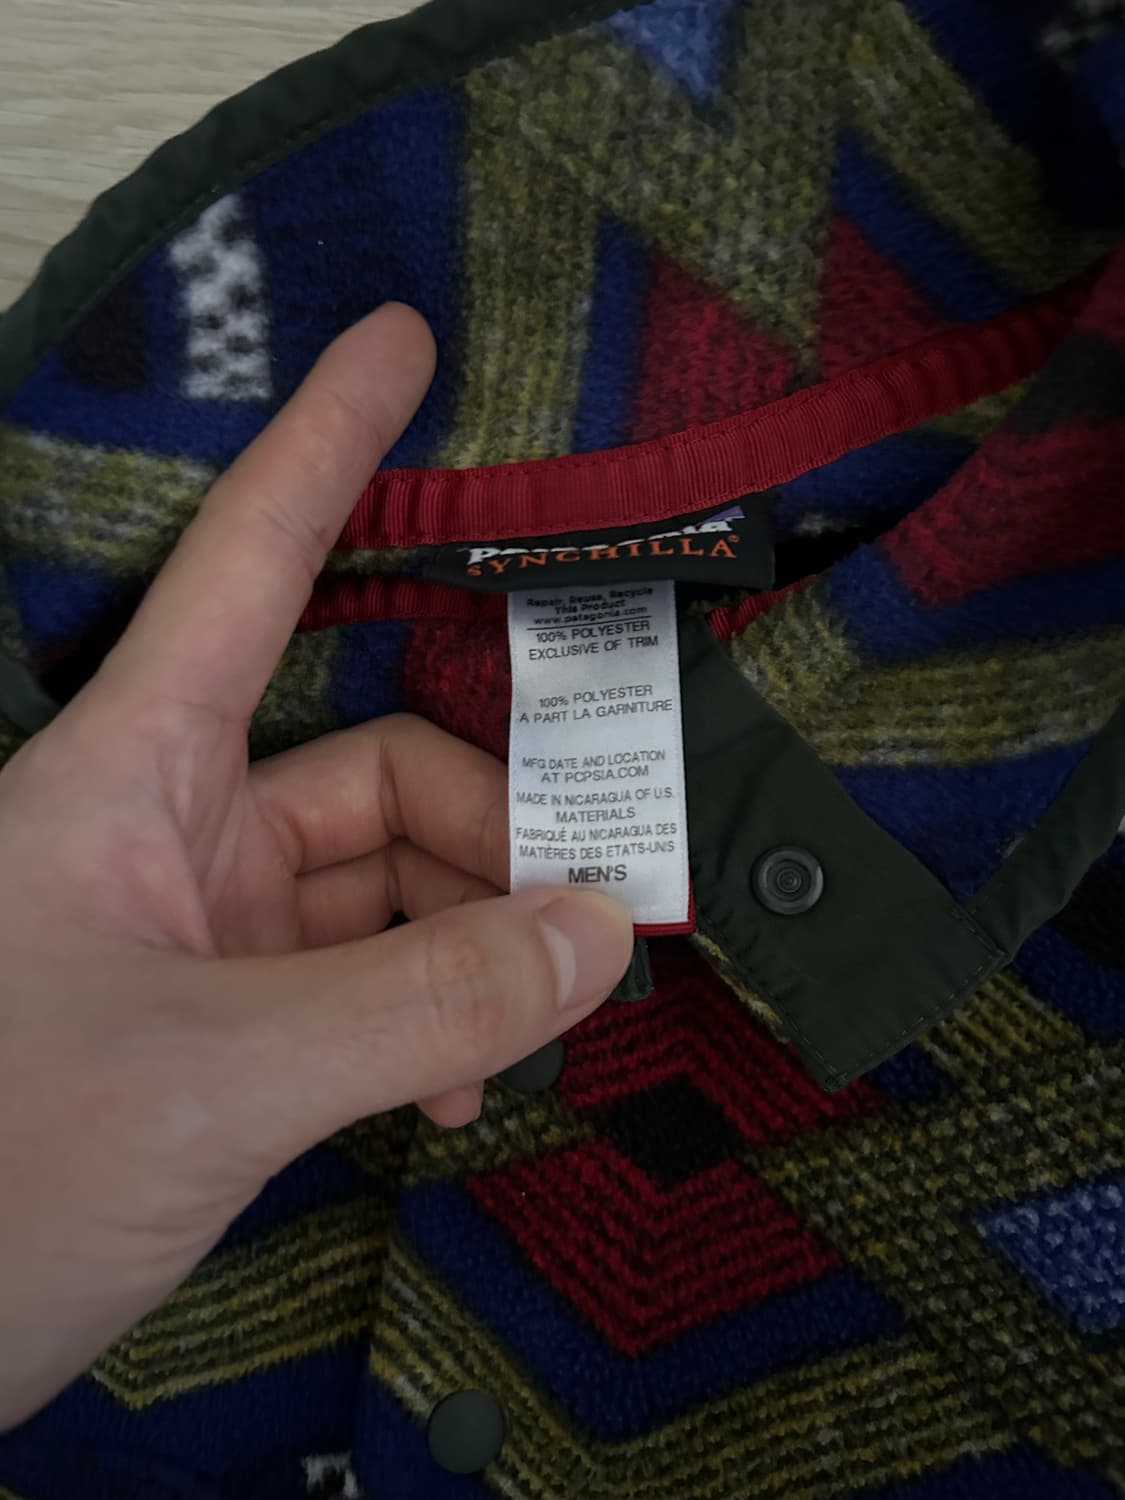 SYNCHILLA®
Repair, Reuse, Recycle
This Product
www.patagonia.com
100% POLYESTER
EXCLUSIVE OF TRIM
100% POLYESTER
A PART LA GARNITURE
MFG DATE AND LOCATION
AT PCPSIA.COM
MADE IN NICARAGUA OF U.S.
MATERIALS
FABRIQUÉ AU NICARAGUA DES
MATIÈRES DES ETATS-UNIS
MEN'S